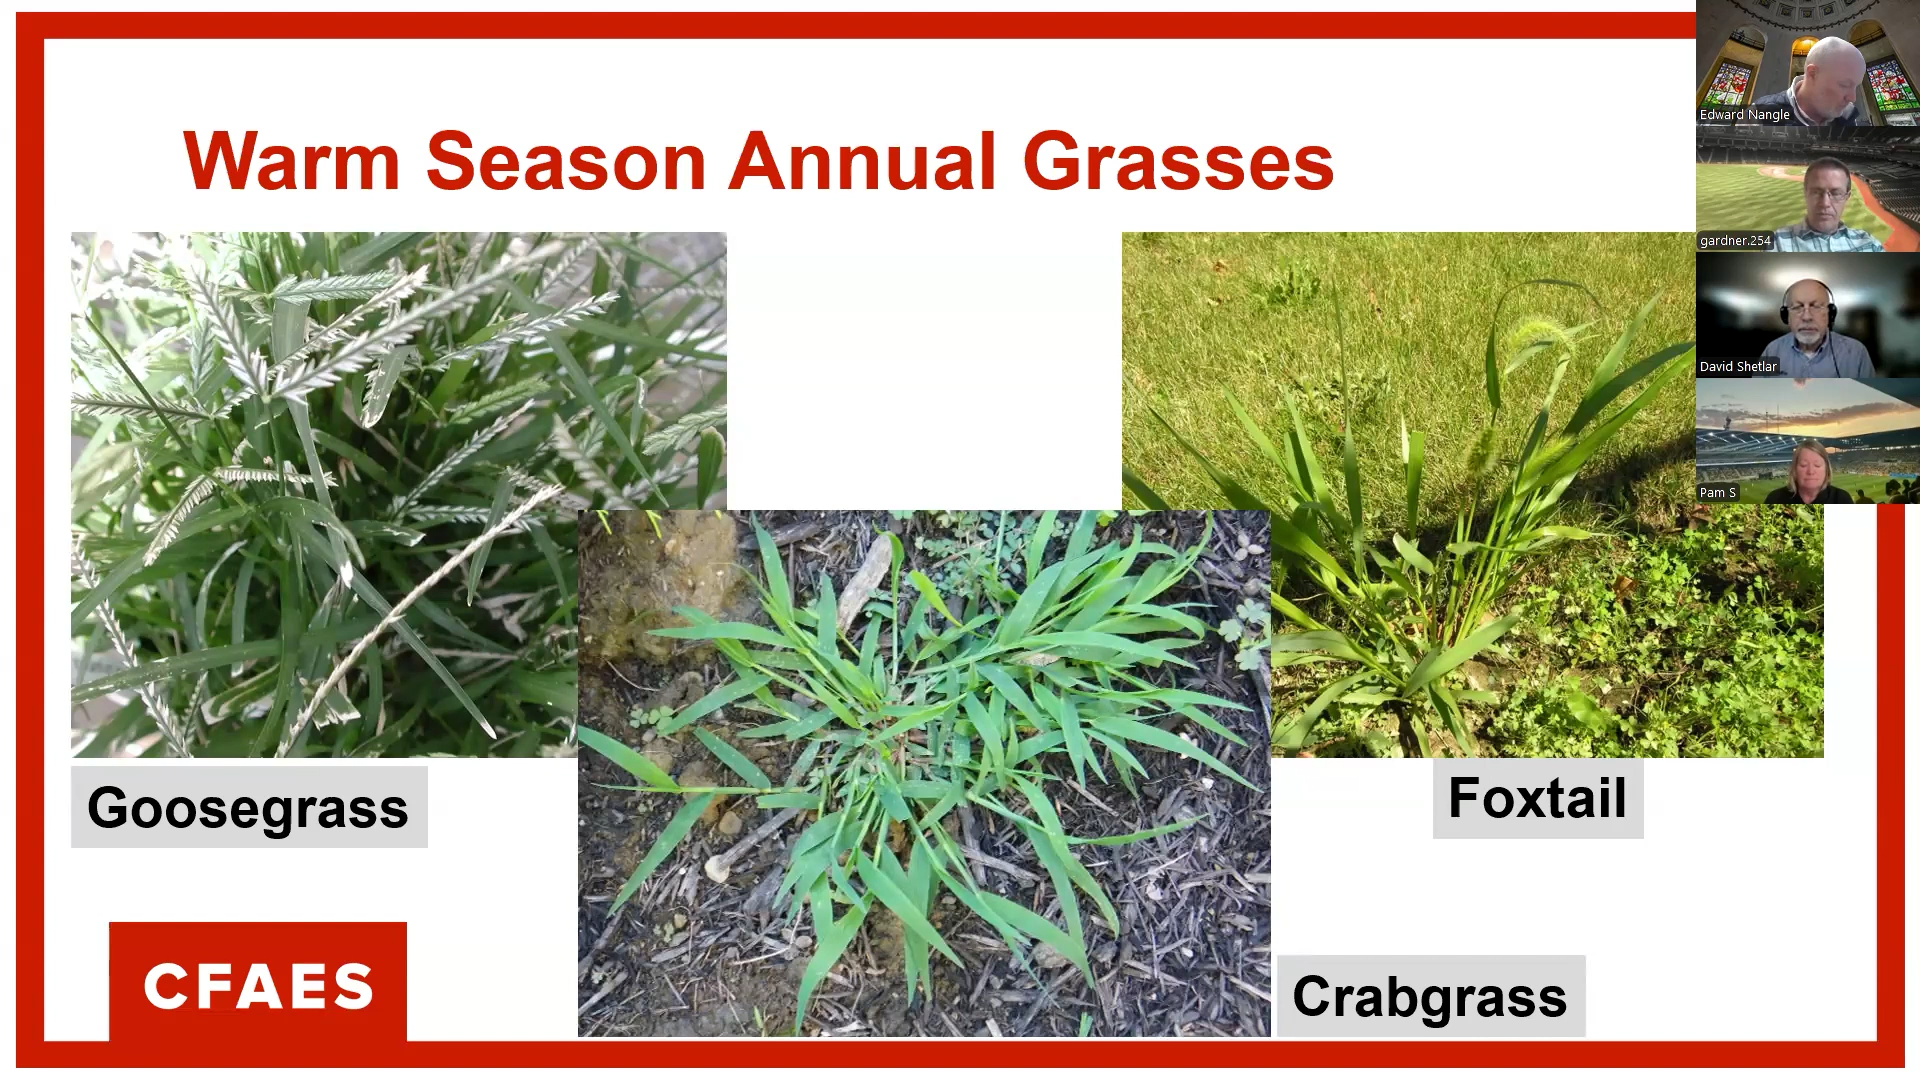 Warm Season Annual Grasses
Goosegrass
Foxtail
Crabgrass
CFAES
Edward Nangle
gardner.254
David Shetlar
Pam S